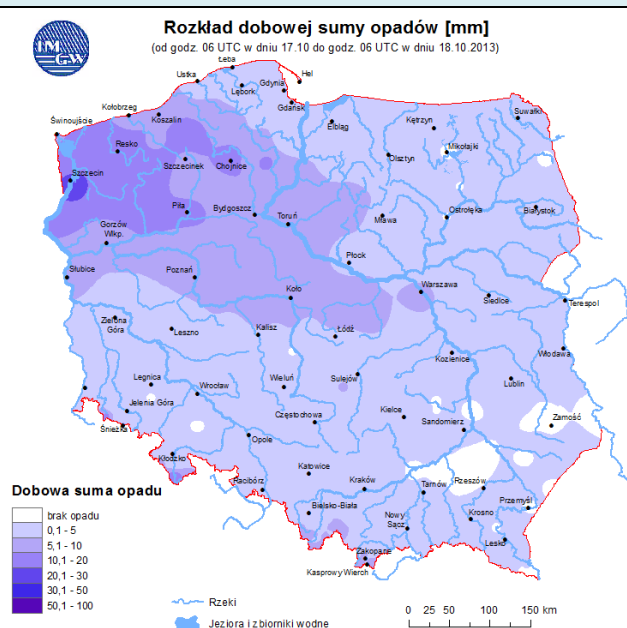 Rozkład dobowej sumy opadów [mm]
(od godz. 06 UTC w dniu 17.10 do godz. 06 UTC w dniu 18.10.2013)
IM
GW
Łeba
Ustka
Hel
Gdynia
Lębork
Gdańsk
Kołobrzeg
Koszalin
Świnoujście
Elbląg
Kętrzyn
Suwałki
Resko
Mikołajki
Szczecinek
Chojnice
Olsztyn
Szczecin
Piła
Bydgoszcz
Toruń
Mława
Ostrołęka
Białystok
Gorzów
Wlkp.
Płock
Słubice
Poznań
Koło
Warszawa
Siedlce
Terespol
Zielona
Góra
Leszno
Kalisz
Łódź
Kozienice
Włodawa
Legnica
Wrocław
Wieluń
Sulejów
Lublin
Jelenia Góra
Częstochowa
Kielce
Sandomierz
Zamość
Śnieżka
Opole
Kłodzko
Racibórz
Katowice
Kraków
Tarnów
Rzeszów
Bielsko-Biała
Nowy
Sącz
Krosno
Przemyśl
Lesko
Zakopane
Kasprowy Wierch
Dobowa suma opadu
brak opadu
0,1 - 5
5,1 - 10
10,1 - 20
20,1 - 30
30,1 - 50
50,1 - 100
Rzeki
Jeziora i zbiorniki wodne
0 25 50 100 150 km